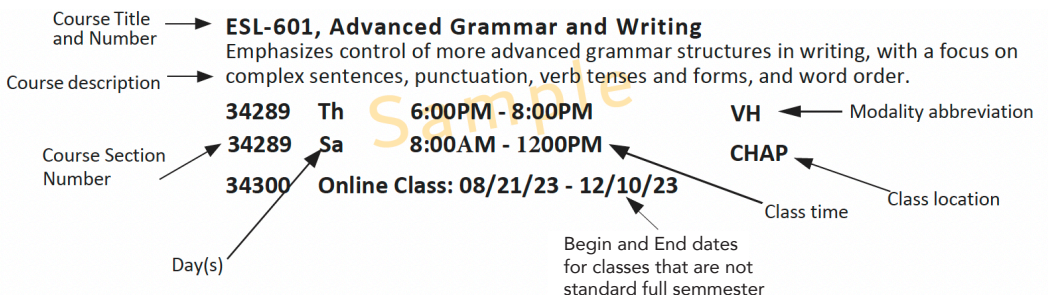 Course Title
and Number
ESL-601, Advanced Grammar and Writing
Emphasizes control of more advanced grammar structures in writing, with a focus on
Course description
complex sentences, punctuation, verb tenses and forms, and word order.
Sample
34289 Th 6:00PM - 8:00PM VH
Modality abbreviation
Course Section
Number
34289 Sa 8:00AM - 1200PM
CHAP
34300 Online Class: 08/21/23 - 12/10/23
Class location
Class time
Day(s)
Begin and End dates
for classes that are not
standard full semmester